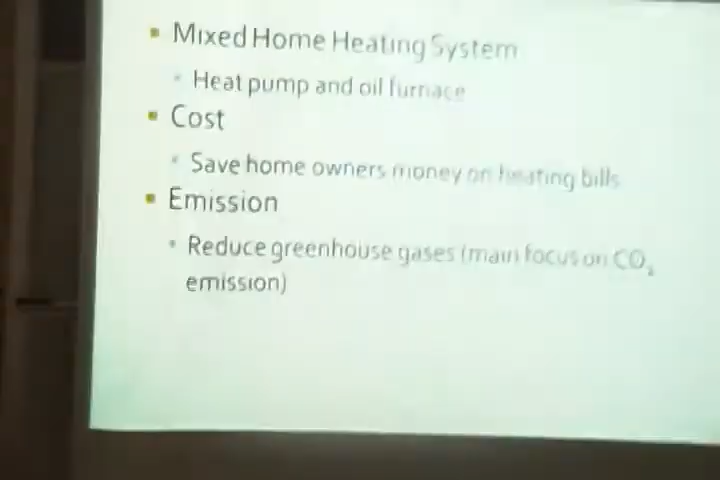 Mixed Home Heating System
Heat pump and oil furnace
Cost
Save home owners money on heating bills
Emission
Reduce greenhouse gases (main focus on CO₂
emission)